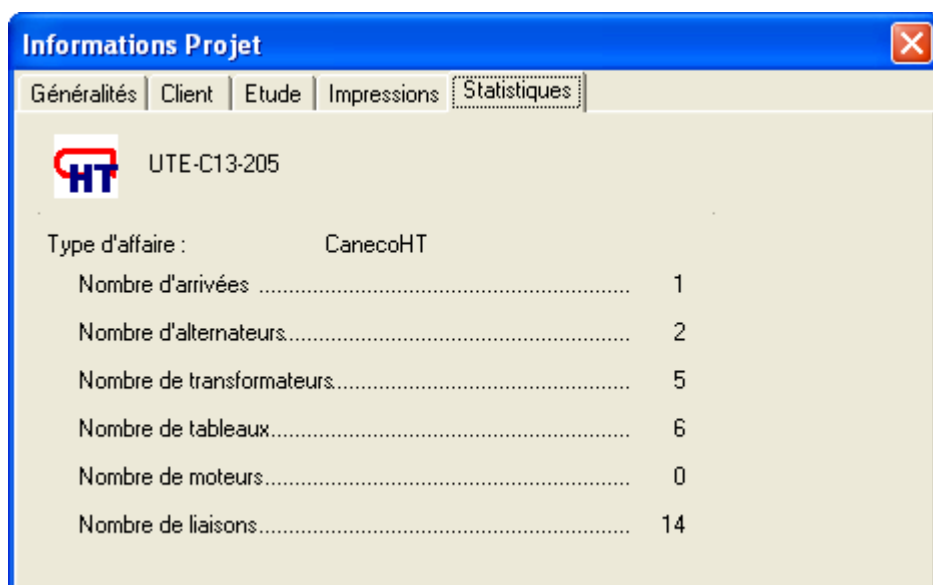 Informations Projet
Généralités Client Etude Impressions Statistiques
HT UTE-C13-205
Type d'affaire : CanecoHT
Nombre d'arrivées ............................................................... 1
Nombre d'alternateurs.......................................................... 2
Nombre de transformateurs.................................................. 5
Nombre de tableaux............................................................. 6
Nombre de moteurs.............................................................. 0
Nombre de liaisons............................................................... 14